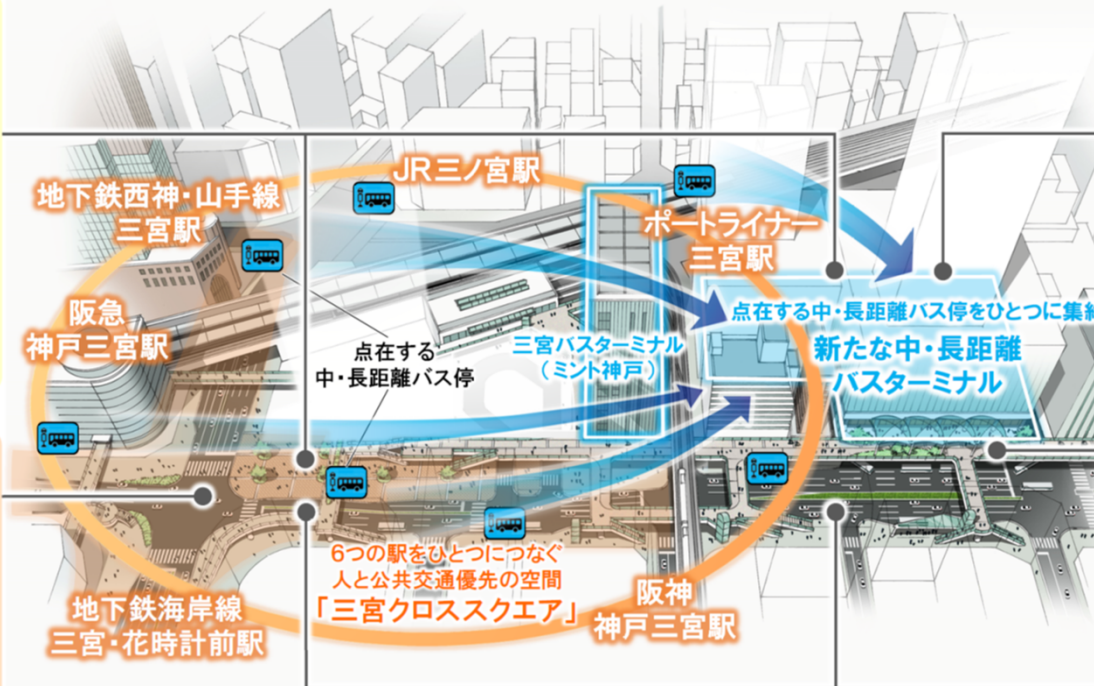 JR三ノ宮駅
地下鉄西神・山手線
三宮駅
ポートライナー
三宮駅
阪急
神戸三宮駅
点在する
中・長距離バス停
三宮バスターミナル
（ミント神戸）
点在する中・長距離バス停をひとつに集
新たな中・長距離
バスターミナル
6つの駅をひとつにつなぐ
人と公共交通優先の空間
「三宮クロススクエア」
地下鉄海岸線
三宮・花時計前駅
阪神
神戸三宮駅